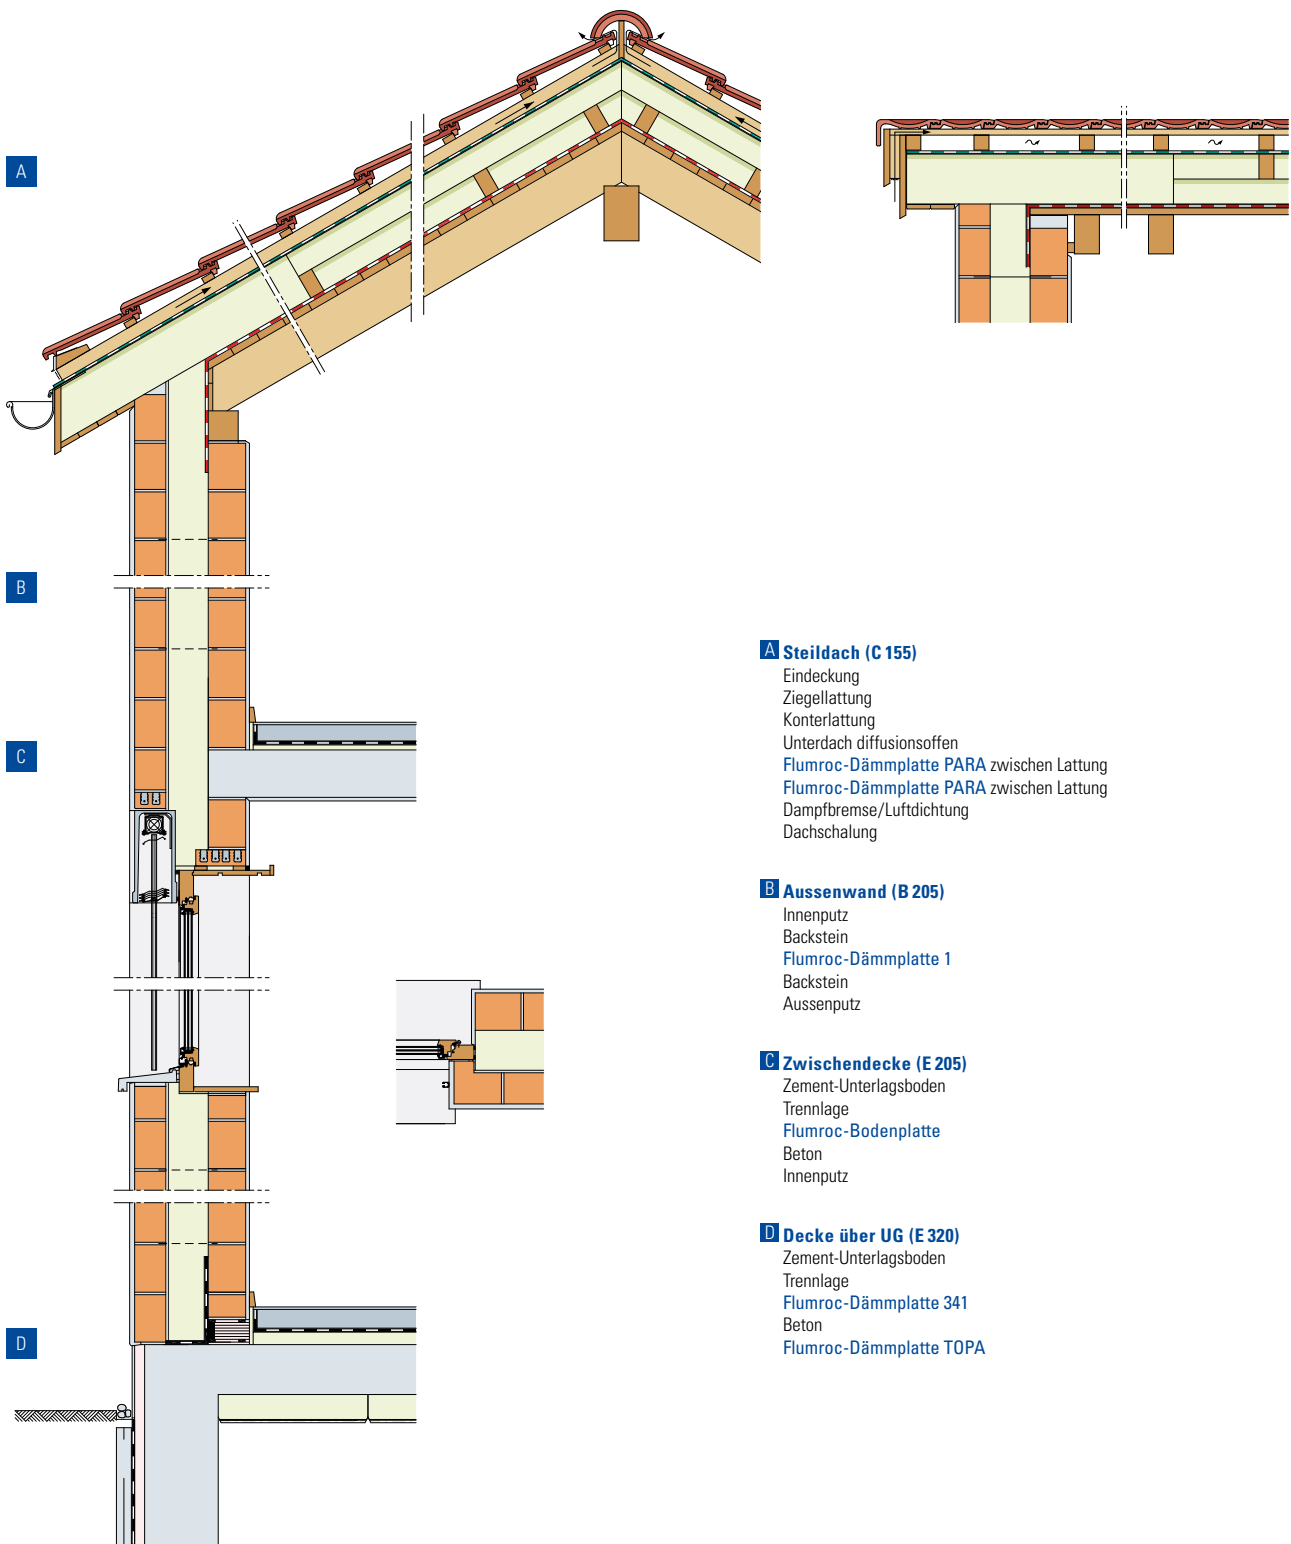 A
B
C
D
A Steildach (C 155)
Eindeckung
Ziegellattung
Konterlattung
Unterdach diffusionsoffen
Flumroc-Dämmplatte PARA zwischen Lattung
Flumroc-Dämmplatte PARA zwischen Lattung
Dampfbremse/Luftdichtung
Dachschalung
B Aussenwand (B 205)
Innenputz
Backstein
Flumroc-Dämmplatte 1
Backstein
Aussenputz
C Zwischendecke (E 205)
Zement-Unterlagsboden
Trennlage
Flumroc-Bodenplatte
Beton
Innenputz
D Decke über UG (E 320)
Zement-Unterlagsboden
Trennlage
Flumroc-Dämmplatte 341
Beton
Flumroc-Dämmplatte TOPA